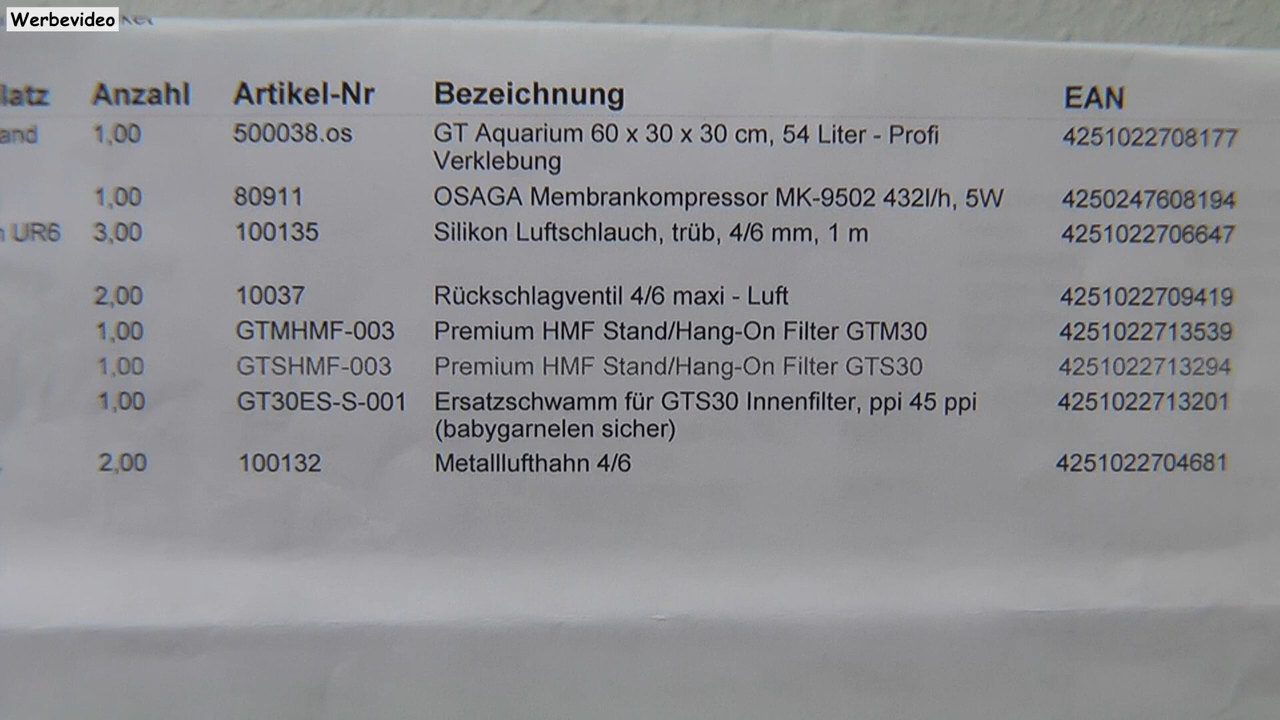 Werbevideo
latz Anzahl Artikel-Nr Bezeichnung EAN
and 1,00 500038.os GT Aquarium 60 x 30 x 30 cm, 54 Liter - Profi 4251022708177
Verklebung
1,00 80911 OSAGA Membrankompressor MK-9502 432l/h, 5W 4250247608194
UR6 3,00 100135 Silikon Luftschlauch, trüb, 4/6 mm, 1 m 4251022706647
2,00 10037 Rückschlagventil 4/6 maxi - Luft 4251022709419
1,00 GTMHMF-003 Premium HMF Stand/Hang-On Filter GTM30 4251022713539
1,00 GTSHMF-003 Premium HMF Stand/Hang-On Filter GTS30 4251022713294
1,00 GT30ES-S-001 Ersatzschwamm für GTS30 Innenfilter, ppi 45 ppi 4251022713201
(babygarnelen sicher)
2,00 100132 Metalllufthahn 4/6 4251022704681